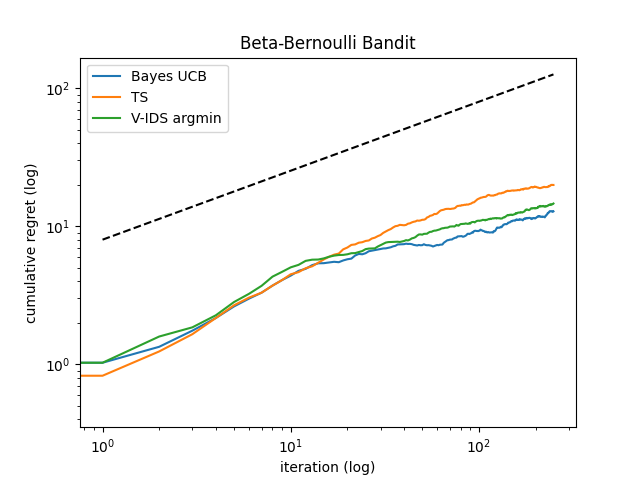 Beta-Bernoulli Bandit
Bayes UCB
TS
V-IDS argmin
cumulative regret (log)
10²
10¹
10⁰
10⁰ 10¹ 10²
iteration (log)